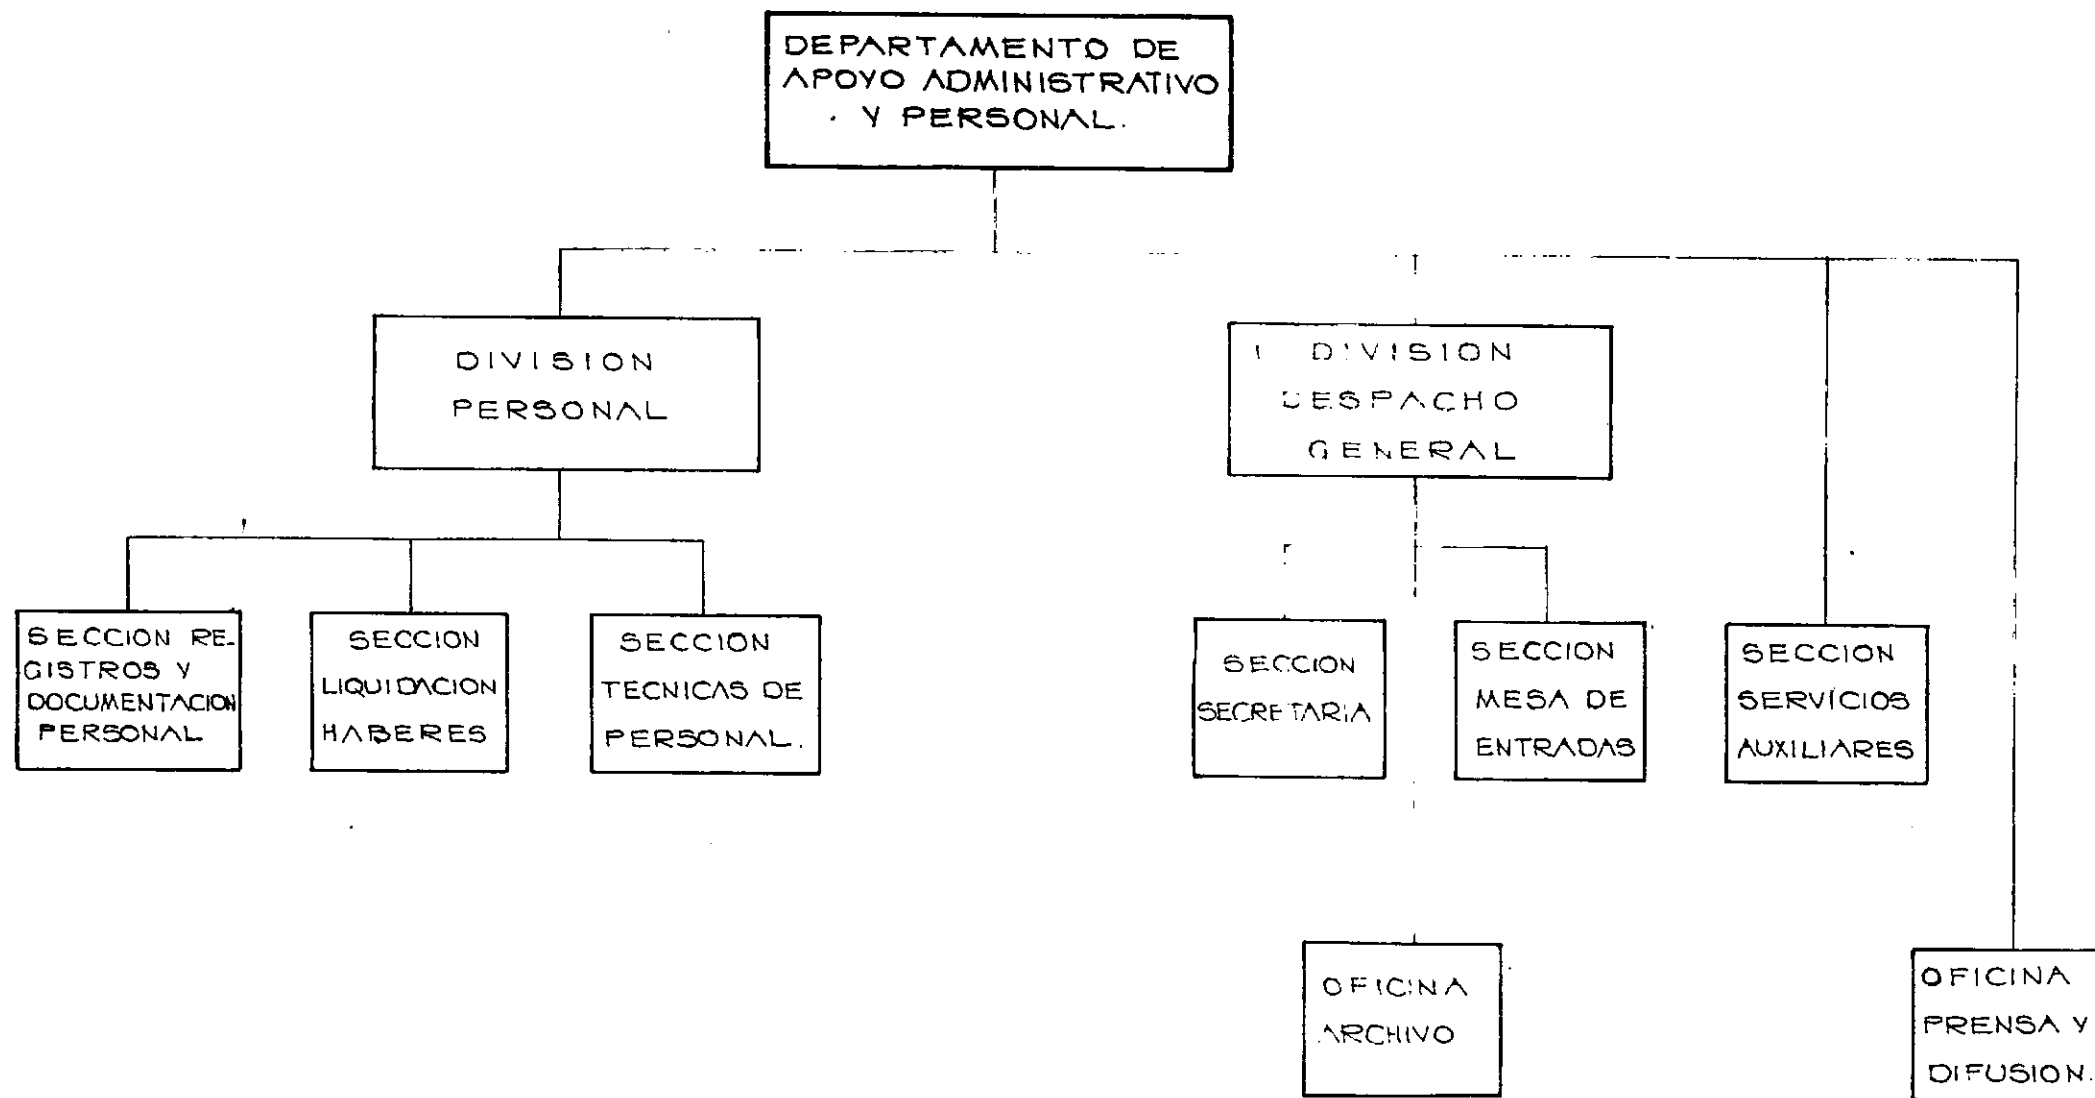 DEPARTAMENTO DE
APOYO ADMINISTRATIVO
Y PERSONAL.
DIVISION
PERSONAL
DIVISION
DESPACHO
GENERAL
SECCION RE-
GISTROS Y
DOCUMENTACION
PERSONAL
SECCION
LIQUIDACION
HABERES
SECCION
TECNICAS DE
PERSONAL.
SECCION
SECRETARIA
SECCION
MESA DE
ENTRADAS
SECCION
SERVICIOS
AUXILIARES
OFICINA
ARCHIVO
OFICINA
PRENSA Y
DIFUSION.